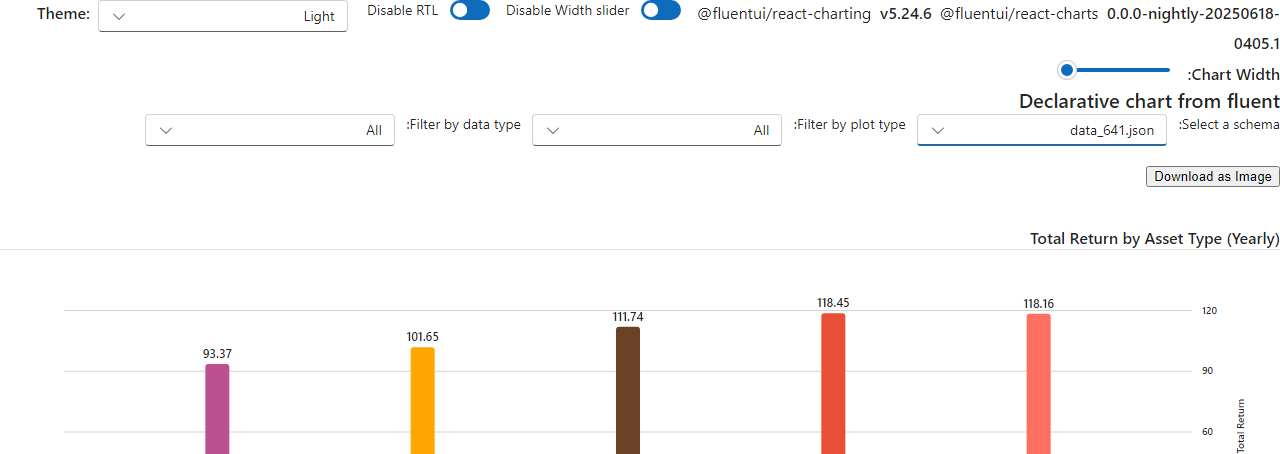 Theme:
Light
Disable RTL
Disable Width slider
@fluentui/react-charting v5.24.6 @fluentui/react-charts 0.0.0-nightly-20250618-
0405.1
:Chart Width
Declarative chart from fluent
:Select a schema
data_641.json
:Filter by plot type
All
:Filter by data type
All
Download as Image
Total Return by Asset Type (Yearly)
93.37
101.65
111.74
118.45
118.16
120
90
60
Total Return